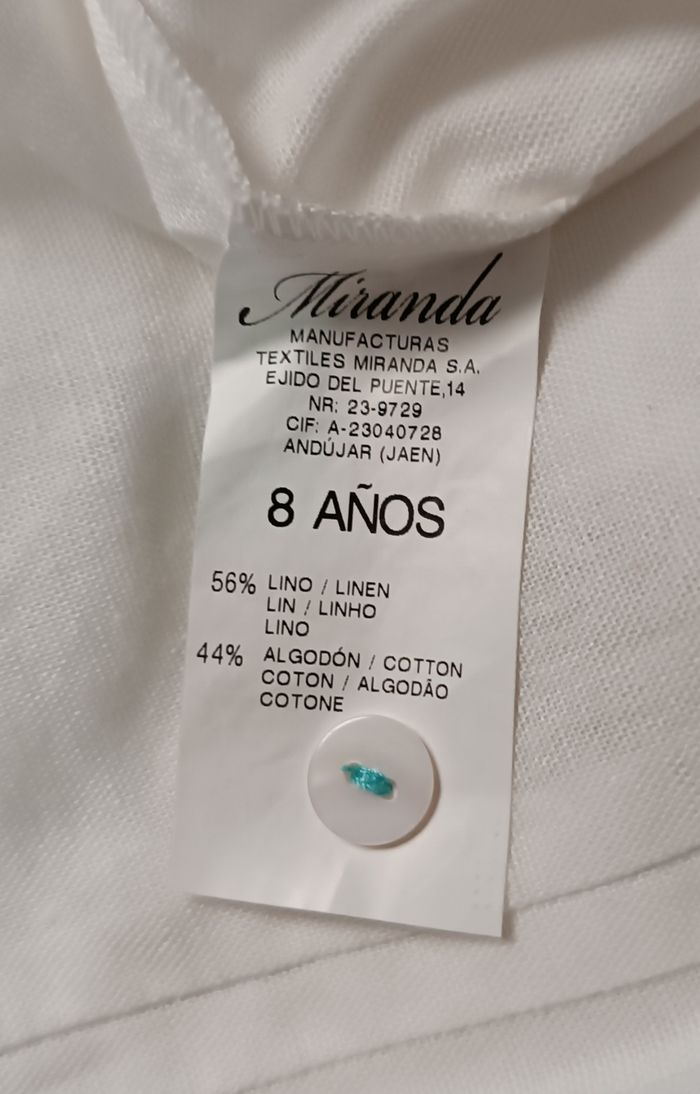 Miranda
MANUFACTURAS
TEXTILES MIRANDA S.A.
EJIDO DEL PUENTE,14
NR: 23-9729
CIF: A-23040728
ANDÚJAR (JAEN)
8 AÑOS
56% LINO / LINEN
LIN / LINHO
LINO
44% ALGODÓN / COTTON
COTON / ALGODÃO
COTONE